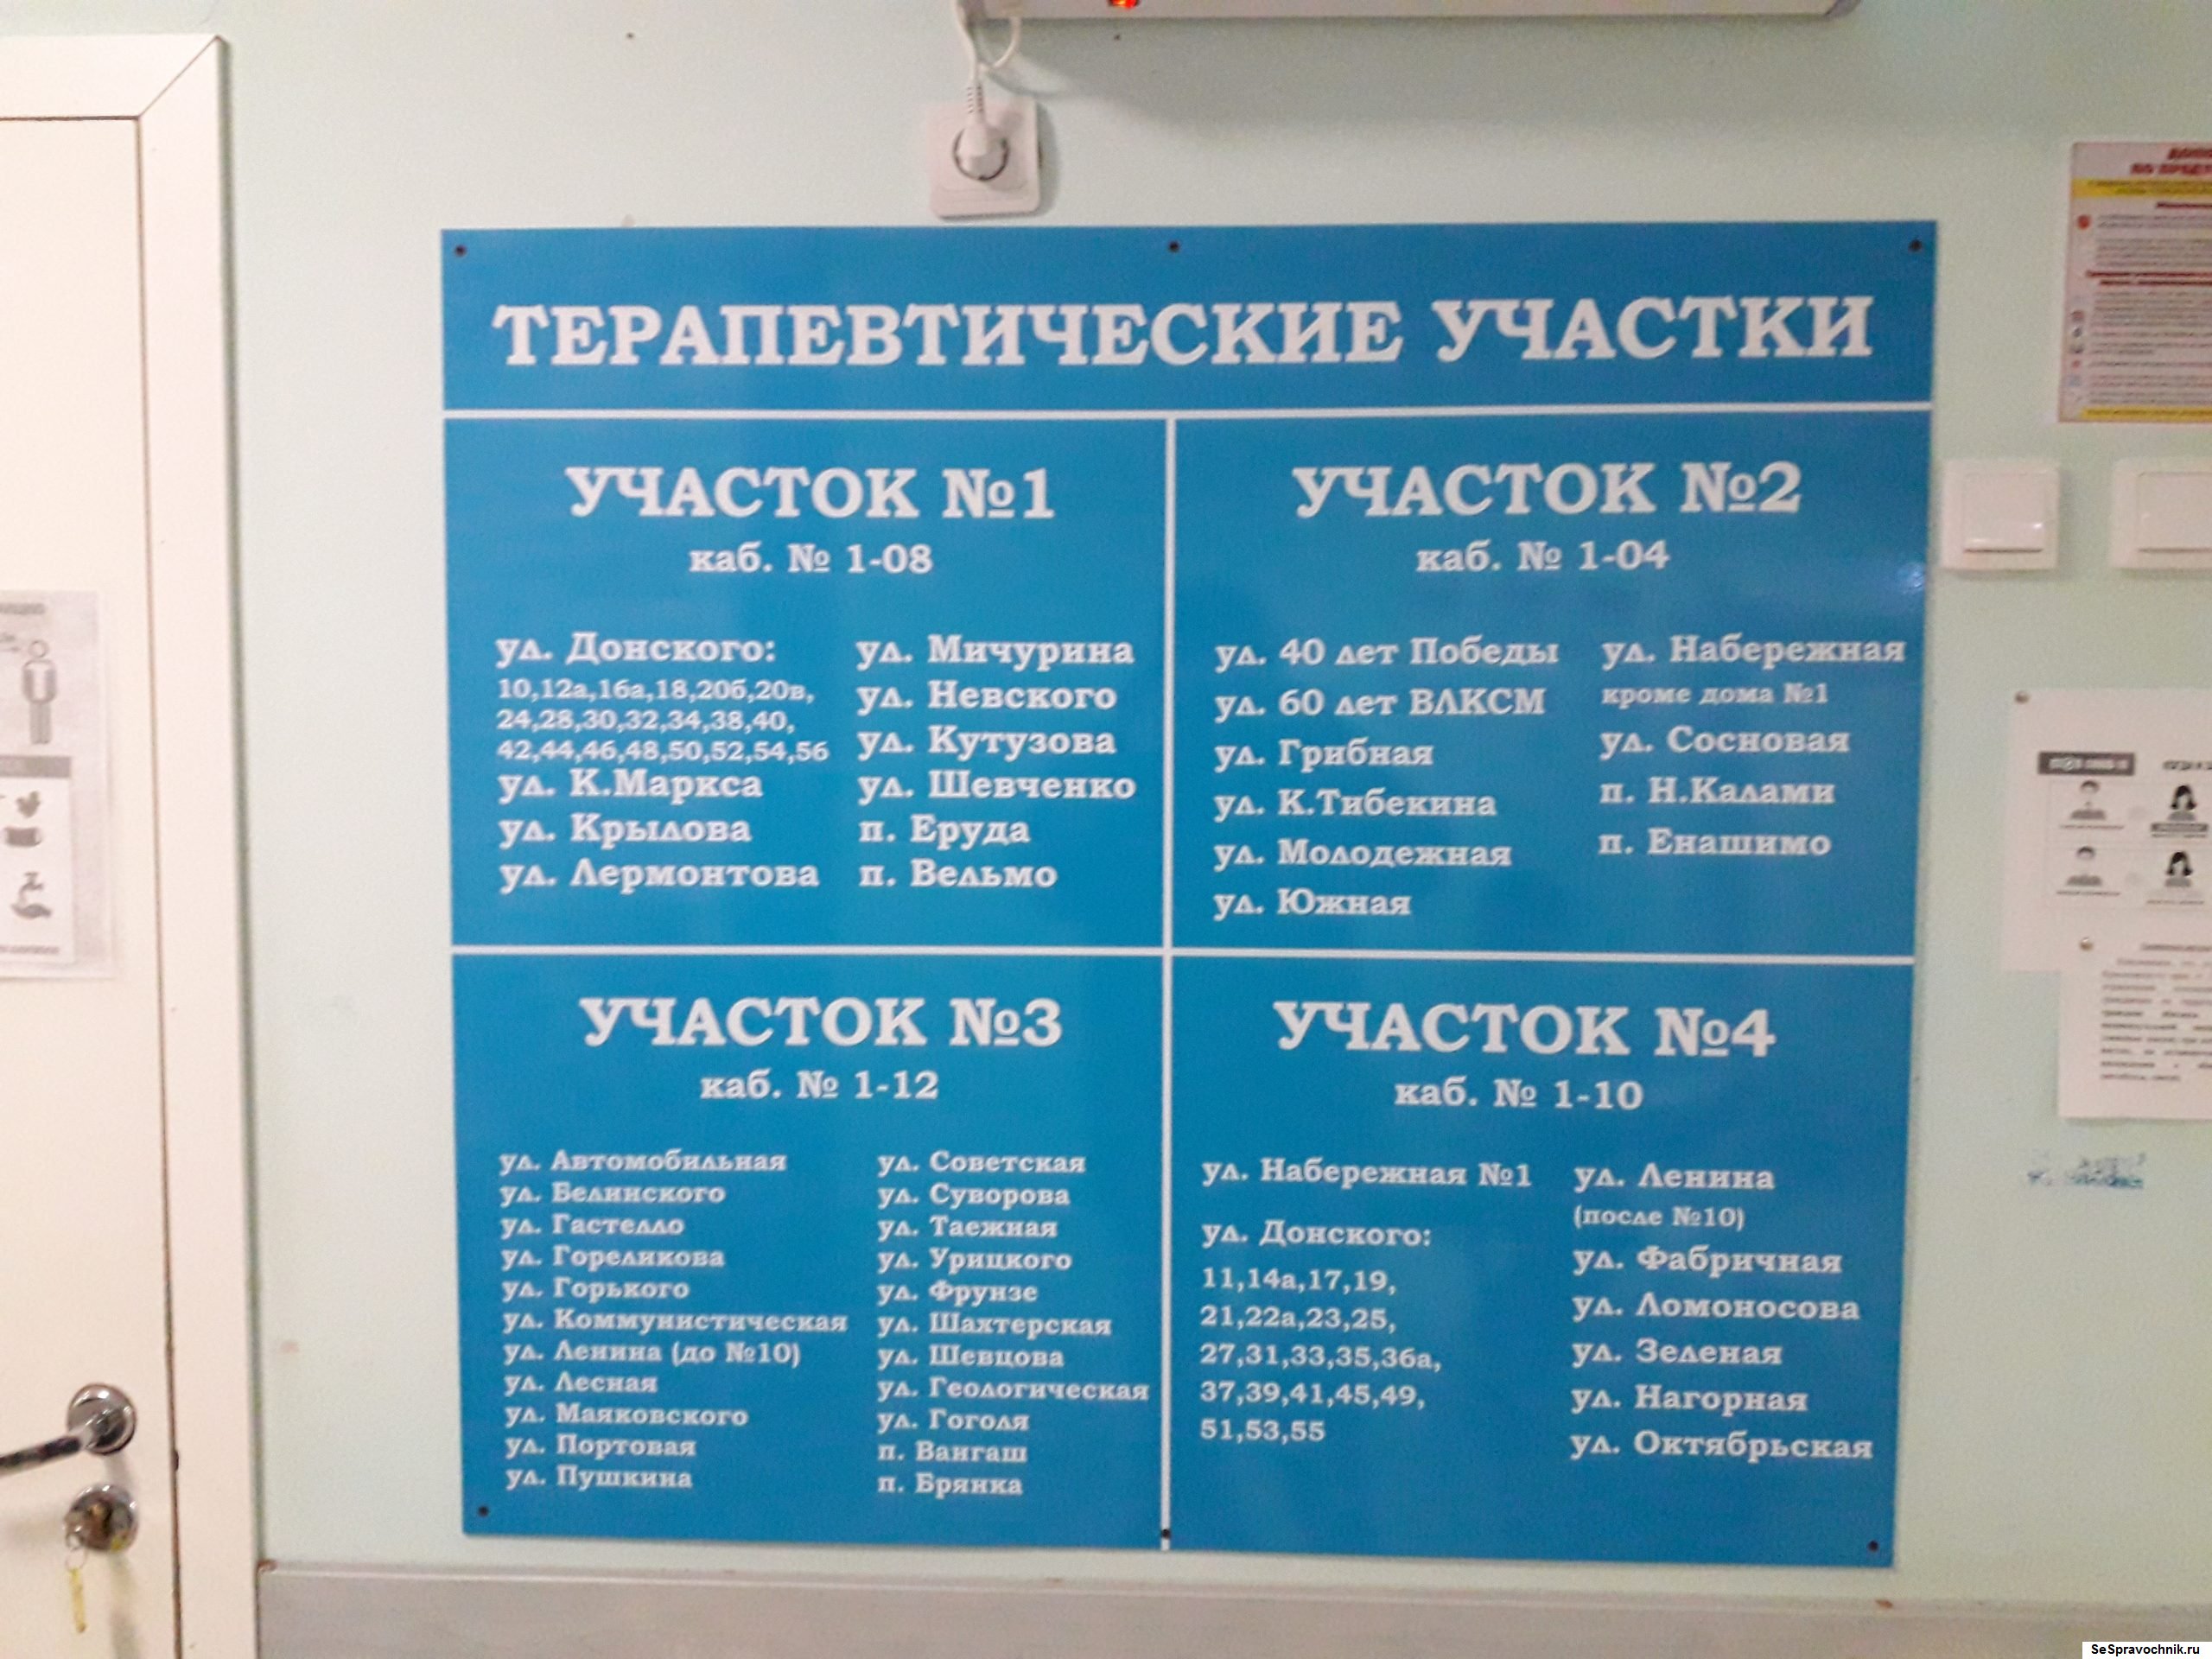 ТЕРАПЕВТИЧЕСКИЕ УЧАСТКИ
УЧАСТОК №1
каб. № 1-08
ул. Донского:
10,12а,16а,18,20б,20в,
24,28,30,32,34,38,40,
42,44,46,48,50,52,54,56
ул. К.Маркса
ул. Крылова
ул. Лермонтова
ул. Мичурина
ул. Невского
ул. Кутузова
ул. Шевченко
п. Еруда
п. Вельмо
УЧАСТОК №2
каб. № 1-04
ул. 40 лет Победы
ул. 60 лет ВЛКСМ
ул. Грибная
ул. К.Тибекина
ул. Молодежная
ул. Южная
ул. Набережная
кроме дома №1
ул. Сосновая
п. Н.Калами
п. Енашимо
УЧАСТОК №3
каб. № 1-12
ул. Автомобильная
ул. Белинского
ул. Гастелло
ул. Гореликова
ул. Горького
ул. Коммунистическая
ул. Ленина (до №10)
ул. Лесная
ул. Маяковского
ул. Портовая
ул. Пушкина
ул. Советская
ул. Суворова
ул. Таежная
ул. Урицкого
ул. Фрунзе
ул. Шахтерская
ул. Шевцова
ул. Геологическая
ул. Гоголя
п. Вангаш
п. Брянка
УЧАСТОК №4
каб. № 1-10
ул. Набережная №1
ул. Донского:
11,14а,17,19,
21,22а,23,25,
27,31,33,35,36а,
37,39,41,45,49,
51,53,55
ул. Ленина
(после №10)
ул. Фабричная
ул. Ломоносова
ул. Зеленая
ул. Нагорная
ул. Октябрьская
SeSpravochnik.ru